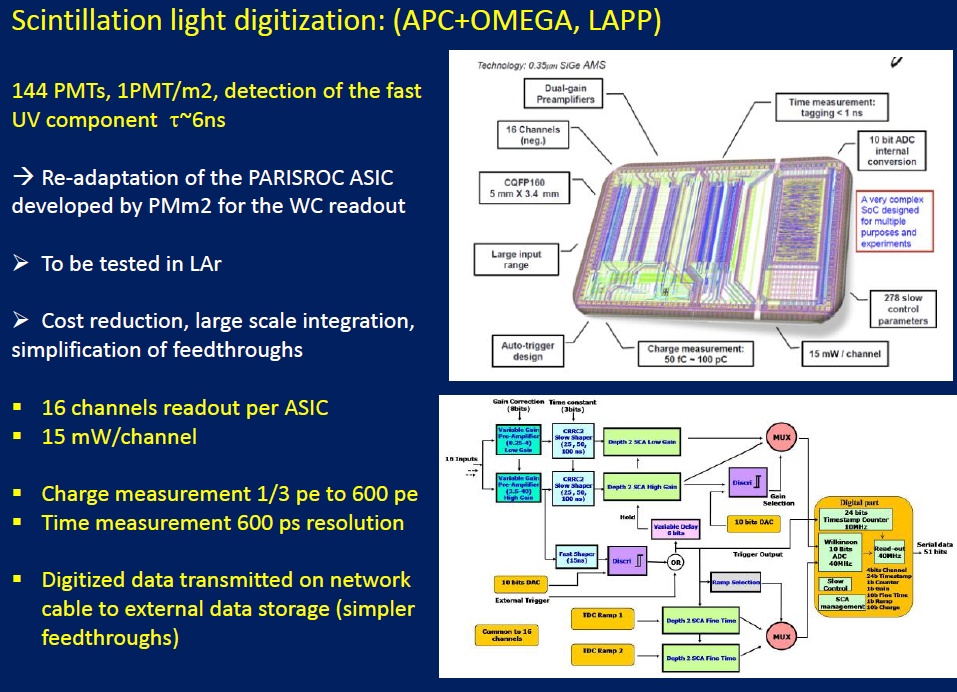 Scintillation light digitization: (APC+OMEGA, LAPP)
144 PMTs, 1PMT/m2, detection of the fast
UV component τ~6ns
→ Re-adaptation of the PARISROC ASIC
developed by PMm2 for the WC readout
➢ To be tested in LAr
➢ Cost reduction, large scale integration,
simplification of feedthroughs
▪ 16 channels readout per ASIC
▪ 15 mW/channel
▪ Charge measurement 1/3 pe to 600 pe
▪ Time measurement 600 ps resolution
▪ Digitized data transmitted on network
cable to external data storage (simpler
feedthroughs)
Technology: 0.35µm SiGe AMS
Dual-gain
Preamplifiers
Time measurement:
tagging < 1 ns
16 Channels
(neg.)
10 bit ADC
internal
conversion
CQFP160
5 mm X 3.4 mm
A very complex
SoC designed
for multiple
purposes and
experiments
Large input
range
278 slow
control
parameters
Auto-trigger
design
Charge measurement:
50 fC ~ 100 pC
15 mW / channel
Gain Correction
(8bits)
Time constant
(3bits)
16 Inputs
Variable Gain
Pre-Amplifier
(0.25-4)
Low Gain
CRRC2
Slow Shaper
(25, 50,
100 ns)
Depth 2 SCA Low Gain
MUX
Variable Gain
Pre-Amplifier
(2.5-40)
High Gain
CRRC2
Slow Shaper
(25, 50,
100 ns)
Depth 2 SCA High Gain
Discri
Gain
Selection
Hold
Variable Delay
6 bits
10 bits DAC
Digital part
24 bits
Timestamp Counter
10MHz
Wilkinson
10 Bits
ADC
40MHz
Read-out
40MHz
Serial data
51 bits
Fast Shaper
(15ns)
Discri
OR
Trigger Output
10 bits DAC
External Trigger
Ramp Selection
Slow
Control
SCA
management
4bits Channel
24b Timestamp
1b Counter
1b Gain
10b Fine Time
1b Ramp
10b Charge
TDC Ramp 1
Depth 2 SCA Fine Time
MUX
Common to 16
channels
TDC Ramp 2
Depth 2 SCA Fine Time